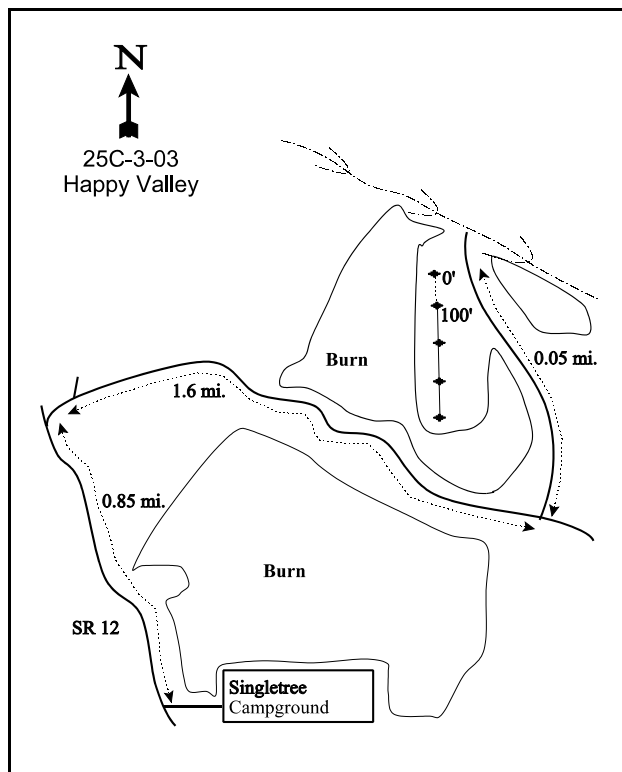 N
25C-3-03
Happy Valley
0'
100'
Burn
0.05 mi.
1.6 mi.
0.85 mi.
Burn
SR 12
Singletree
Campground